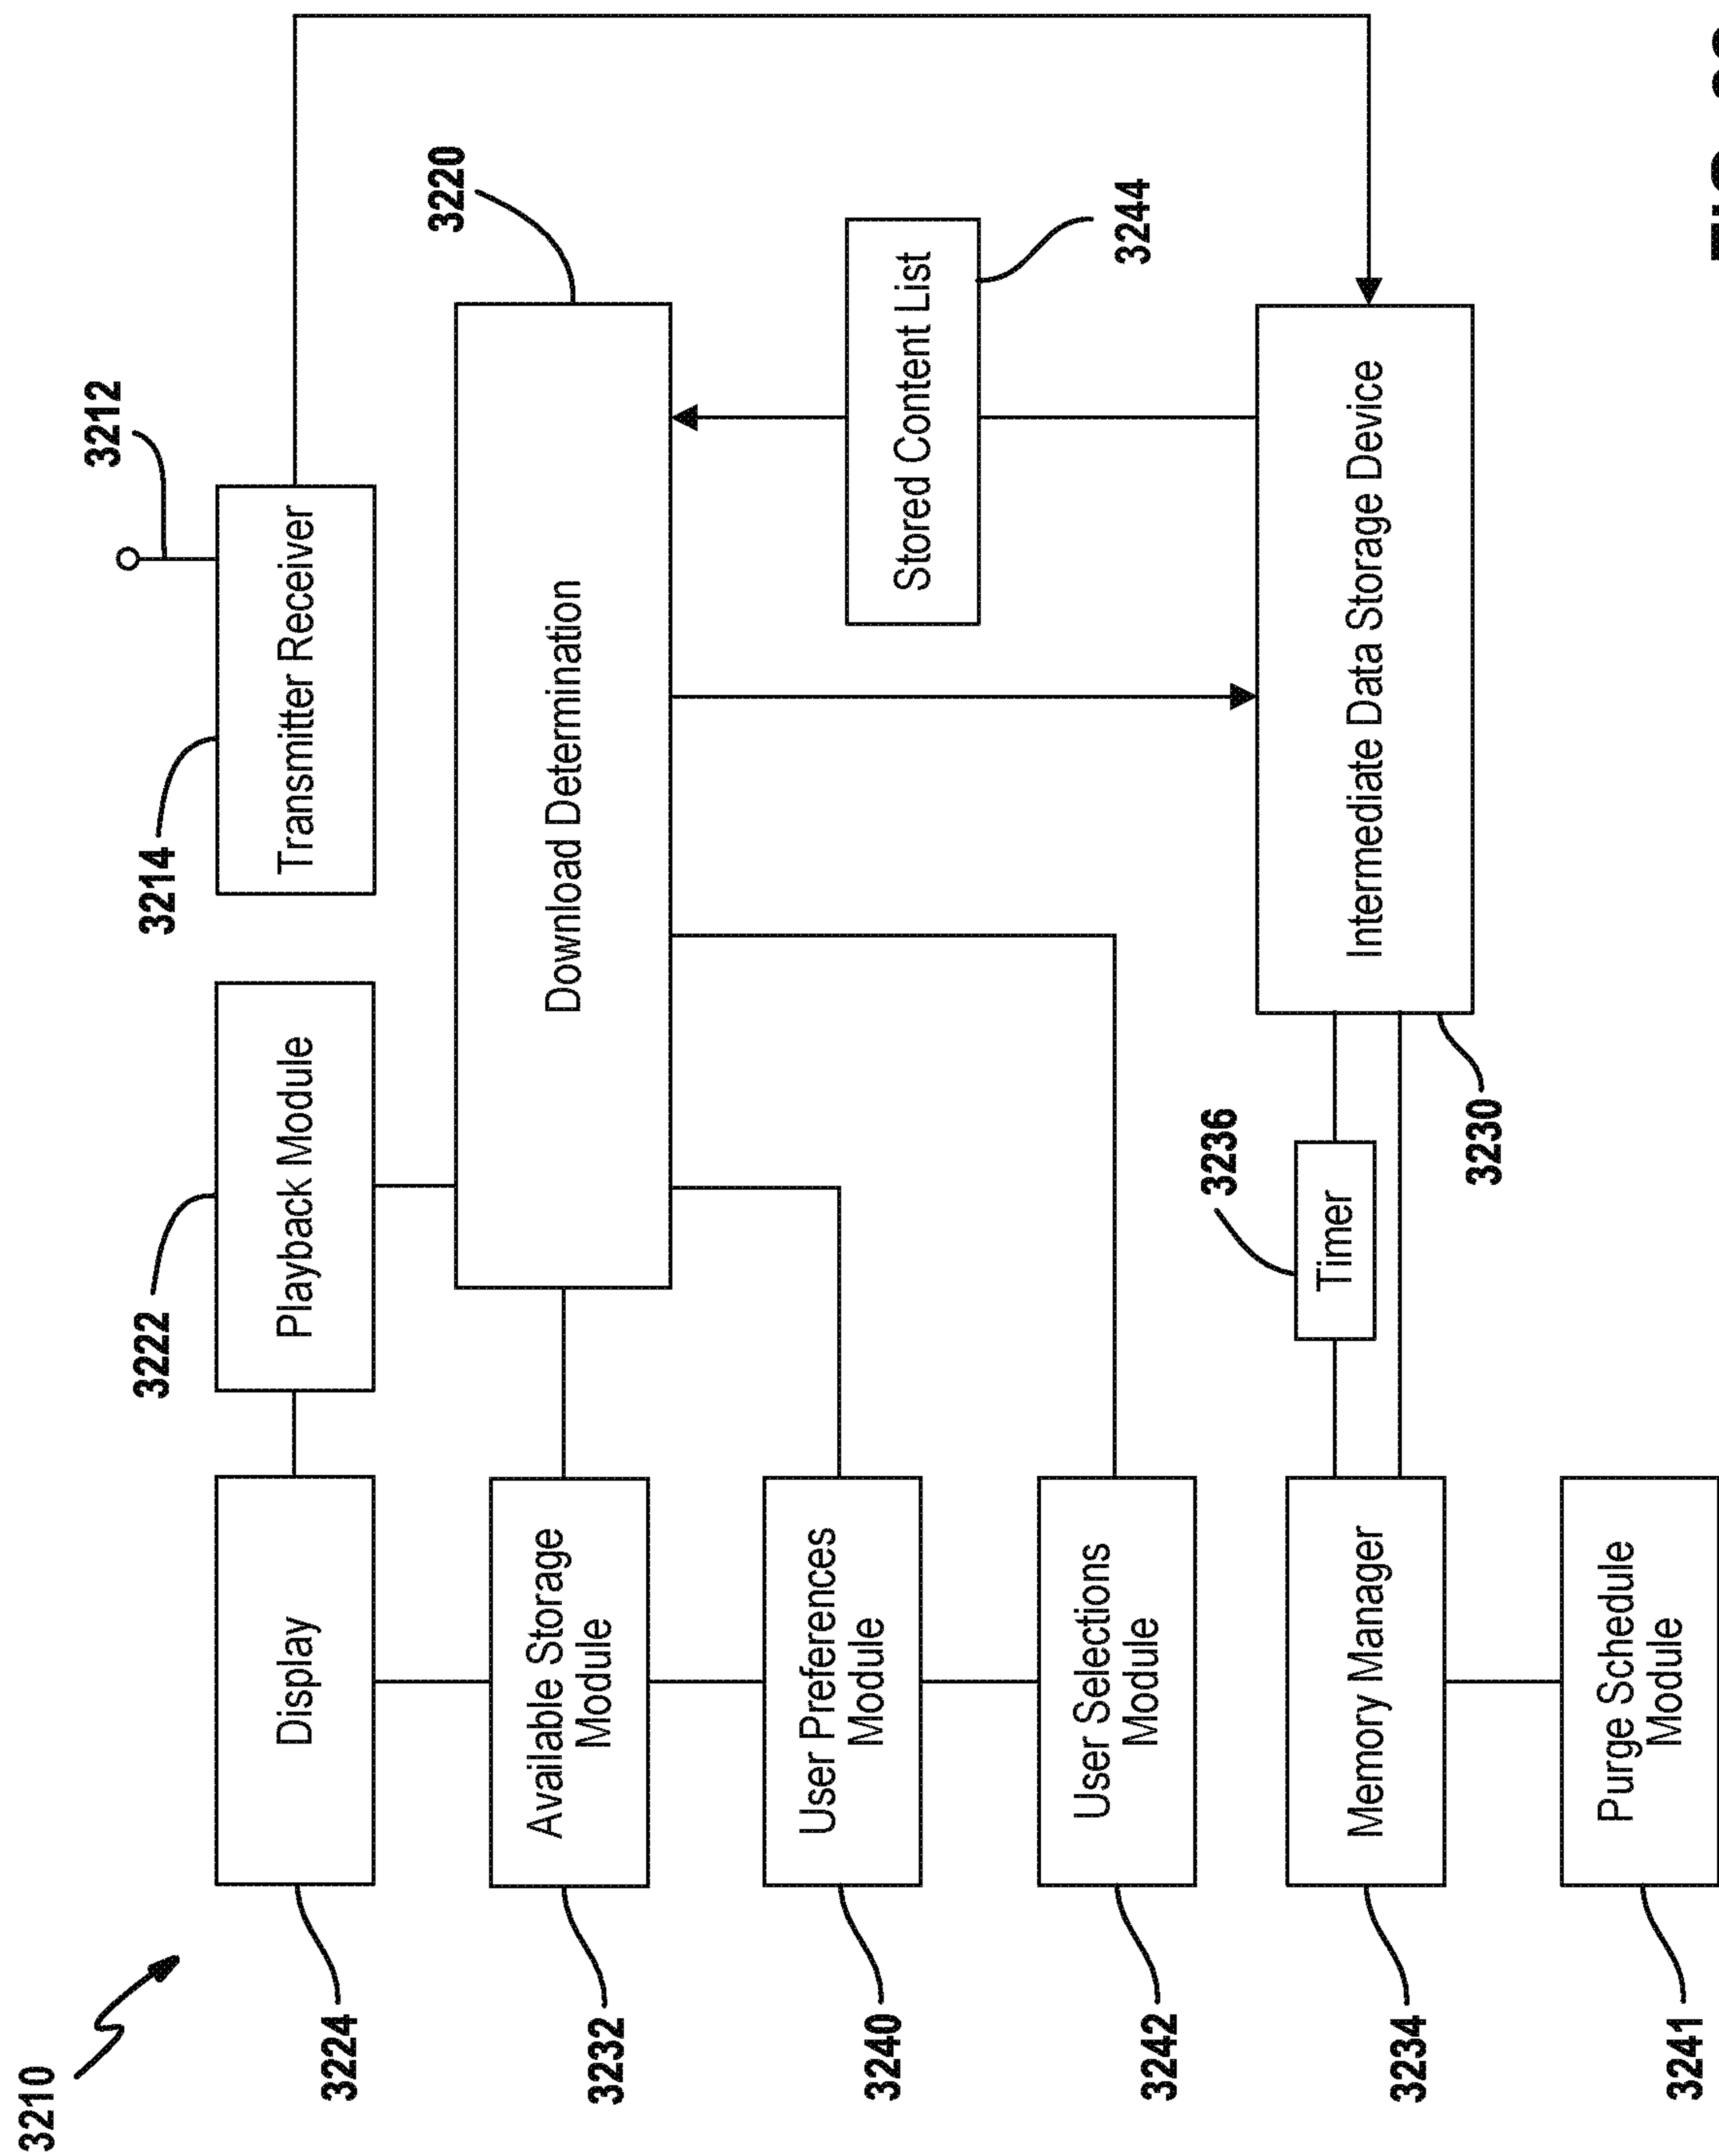 3210
3212
3214
Transmitter Receiver
3222
Playback Module
3224
Display
3220
Download Determination
3232
Available Storage
Module
3240
User Preferences
Module
3242
User Selections
Module
3244
Stored Content List
3236
Timer
3234
Memory Manager
3230
Intermediate Data Storage Device
3241
Purge Schedule
Module